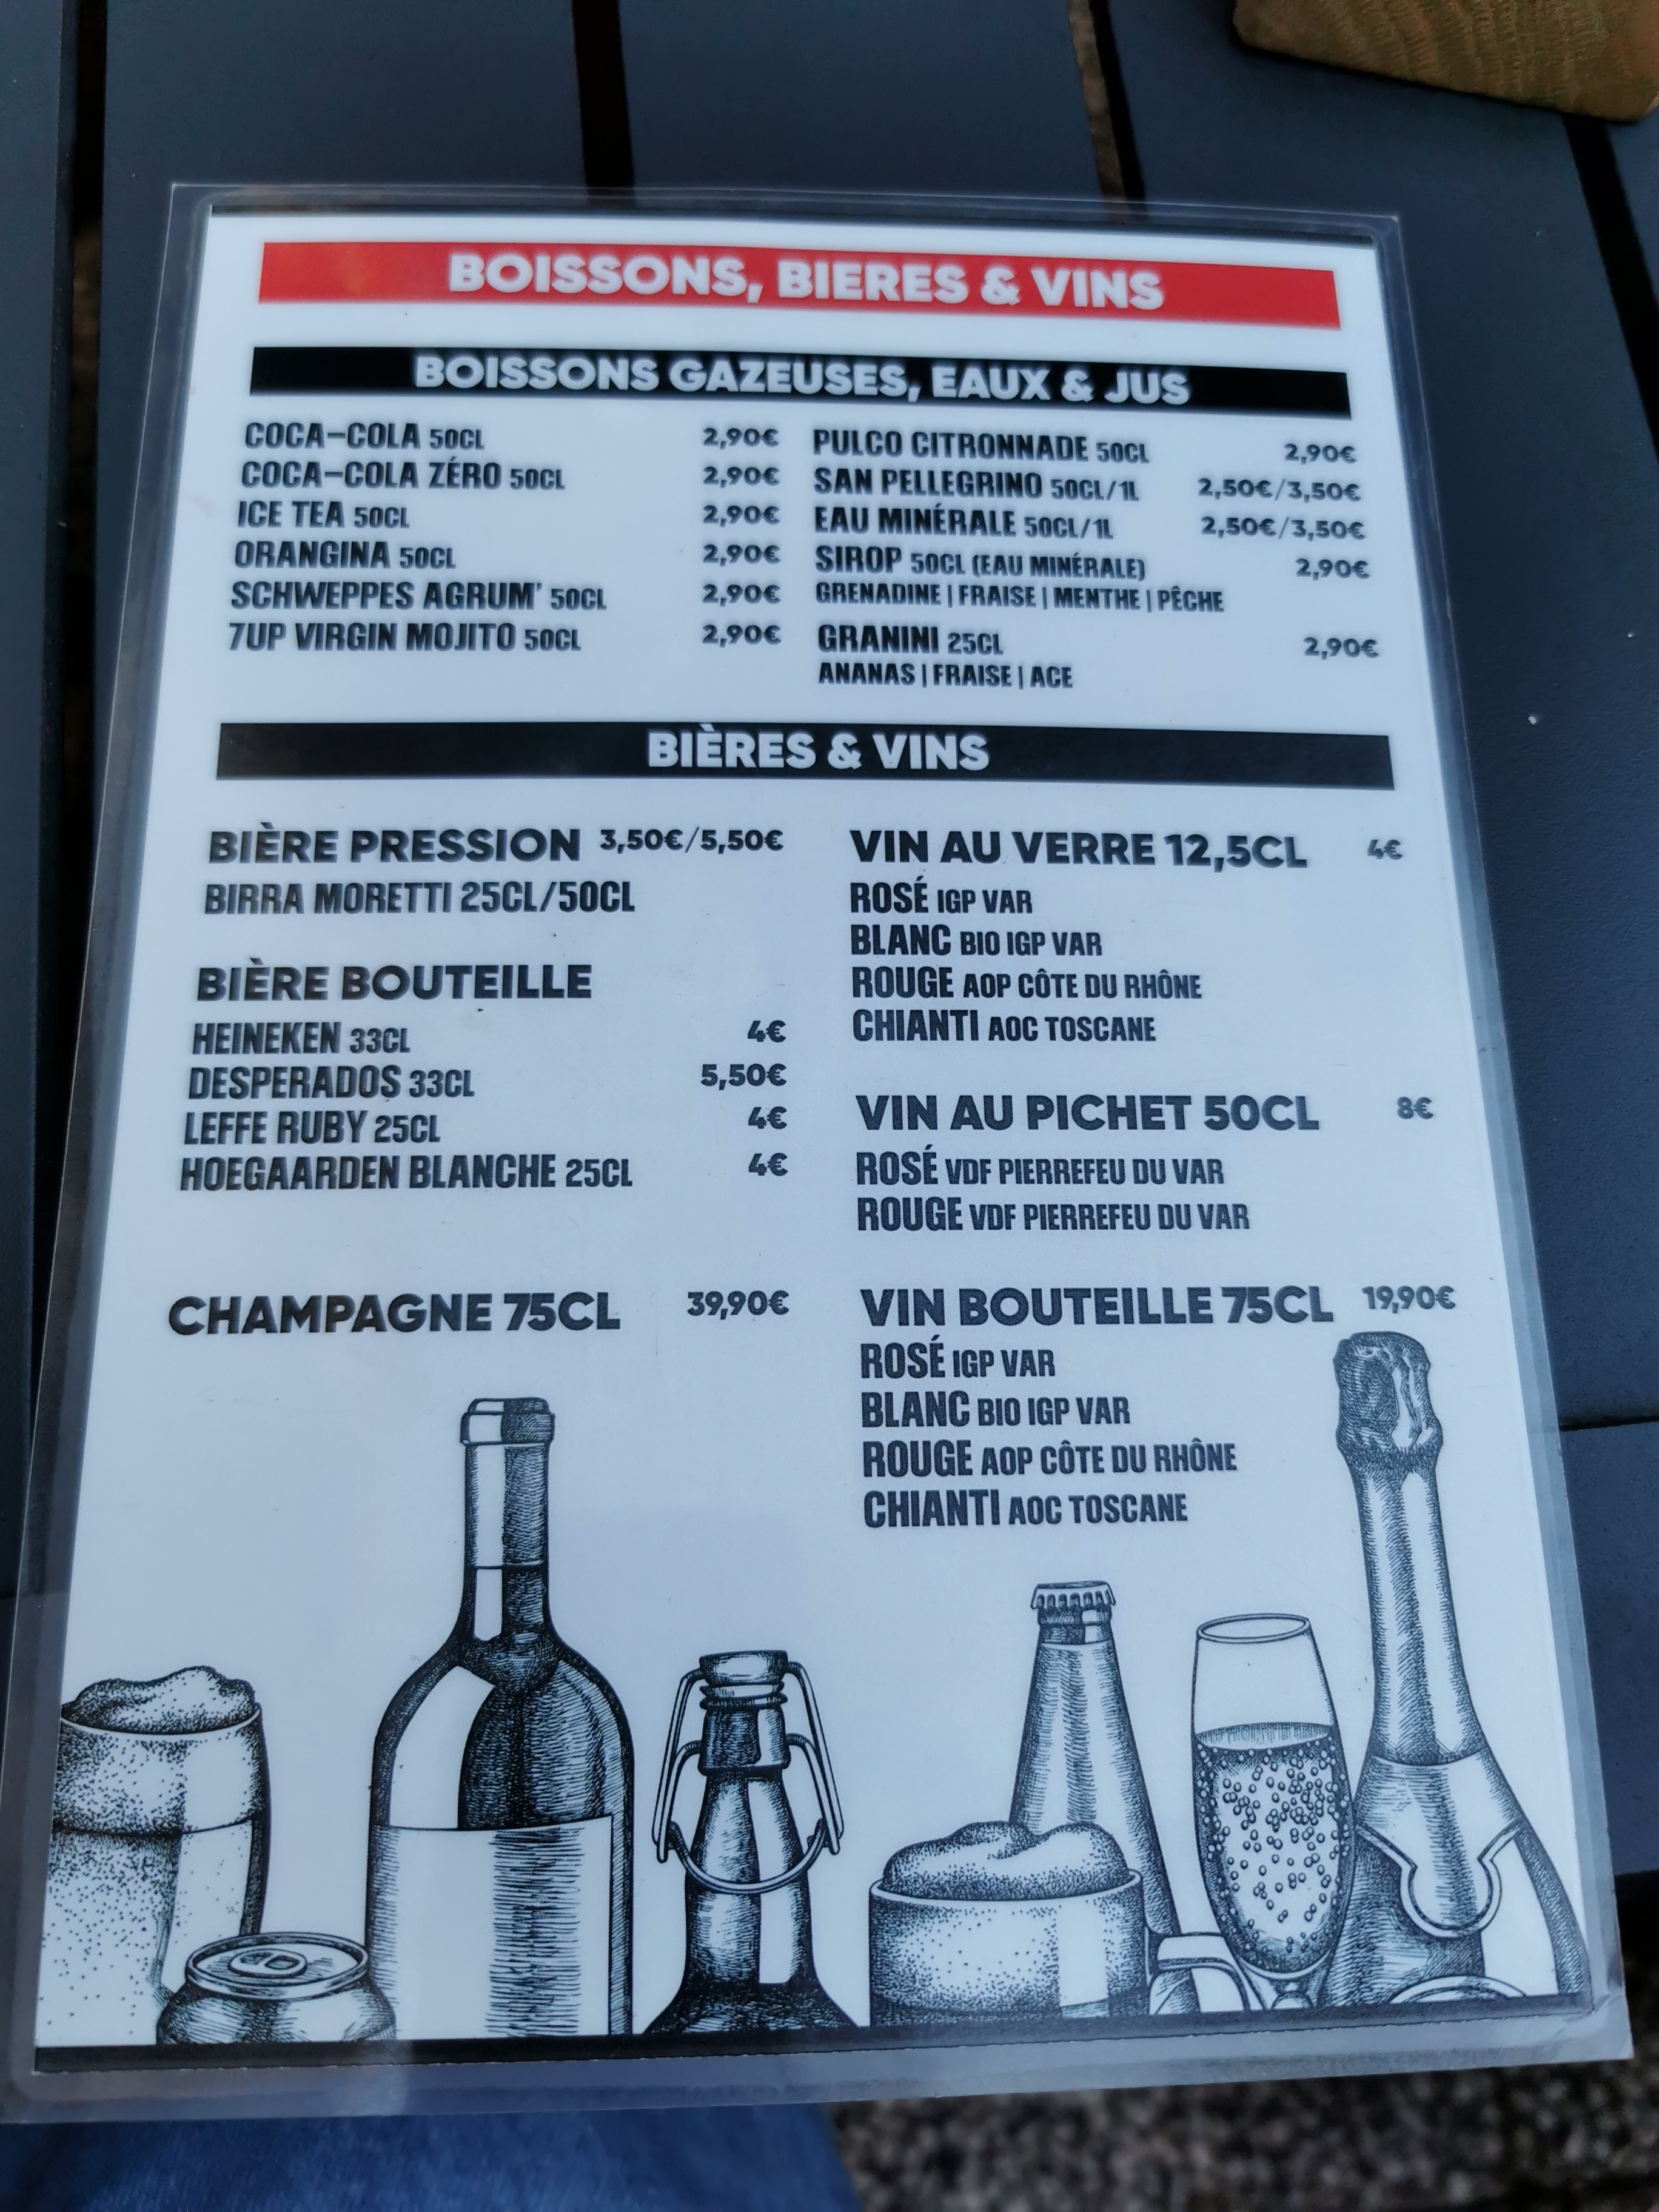 BOISSONS, BIERES & VINS
BOISSONS GAZEUSES, EAUX & JUS
COCA-COLA 50CL 2,90€
COCA-COLA ZÉRO 50CL 2,90€
ICE TEA 50CL 2,90€
ORANGINA 50CL 2,90€
SCHWEPPES AGRUM' 50CL 2,90€
7UP VIRGIN MOJITO 50CL 2,90€
PULCO CITRONNADE 50CL 2,90€
SAN PELLEGRINO 50CL/1L 2,50€/3,50€
EAU MINÉRALE 50CL/1L 2,50€/3,50€
SIROP 50CL (EAU MINÉRALE) 2,90€
GRENADINE | FRAISE | MENTHE | PÊCHE
GRANINI 25CL 2,90€
ANANAS | FRAISE | ACE
BIÈRES & VINS
BIÈRE PRESSION 3,50€/5,50€
BIRRA MORETTI 25CL/50CL
BIÈRE BOUTEILLE
HEINEKEN 33CL 4€
DESPERADOS 33CL 5,50€
LEFFE RUBY 25CL 4€
HOEGAARDEN BLANCHE 25CL 4€
CHAMPAGNE 75CL 39,90€
VIN AU VERRE 12,5CL 4€
ROSÉ IGP VAR
BLANC BIO IGP VAR
ROUGE AOP CÔTE DU RHÔNE
CHIANTI AOC TOSCANE
VIN AU PICHET 50CL 8€
ROSÉ VDF PIERREFEU DU VAR
ROUGE VDF PIERREFEU DU VAR
VIN BOUTEILLE 75CL 19,90€
ROSÉ IGP VAR
BLANC BIO IGP VAR
ROUGE AOP CÔTE DU RHÔNE
CHIANTI AOC TOSCANE